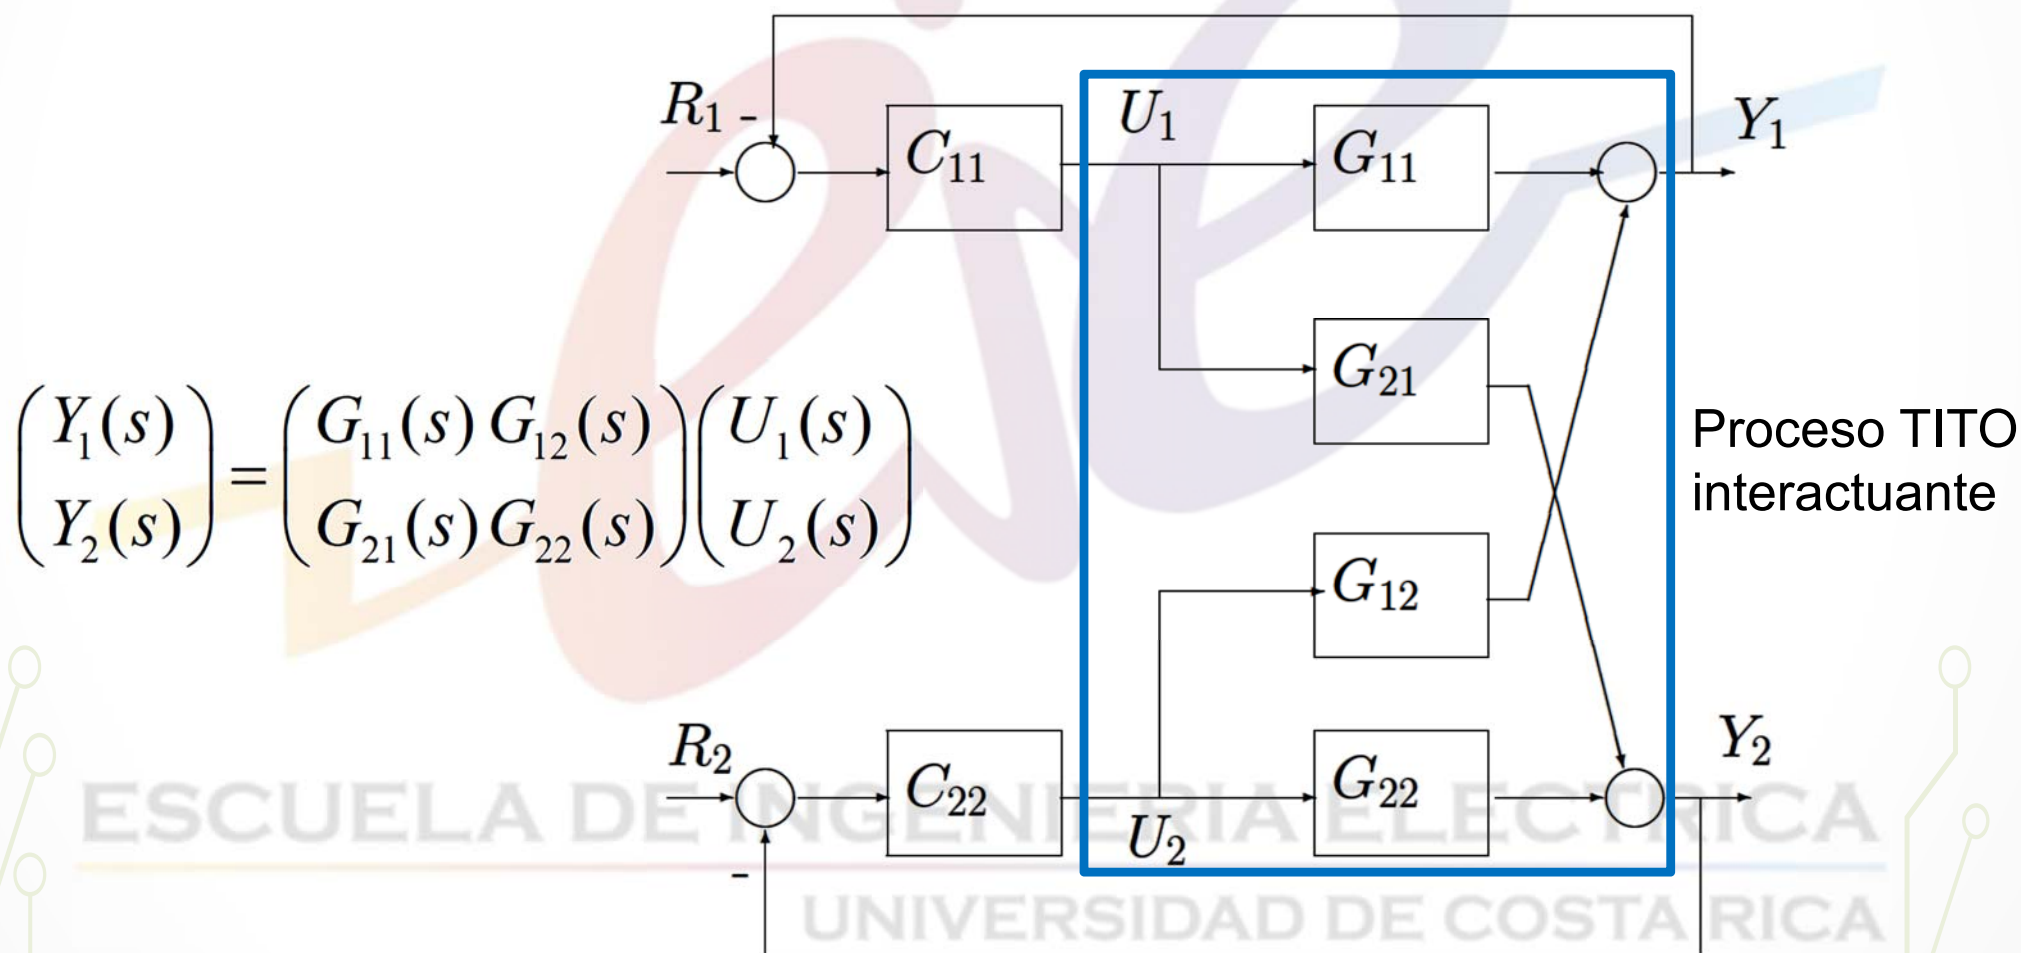 R₁ -
C₁₁
U₁
G₁₁
Y₁
G₂₁
(Y₁(s)) = (G₁₁(s) G₁₂(s)) (U₁(s))
(Y₂(s))   (G₂₁(s) G₂₂(s)) (U₂(s))
Proceso TITO
interactuante
G₁₂
R₂
-
C₂₂
U₂
G₂₂
Y₂
ese
ESCUELA DE INGENIERIA ELECTRICA
UNIVERSIDAD DE COSTA RICA